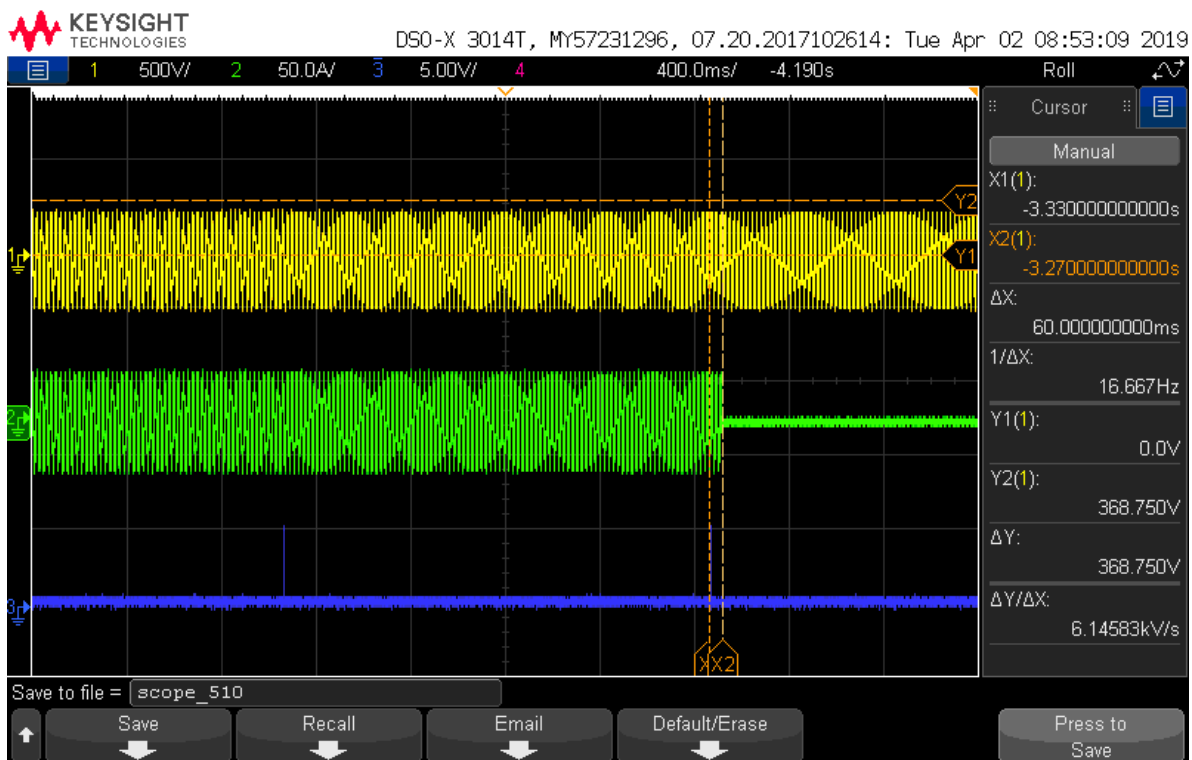 KEYSIGHT
TECHNOLOGIES
DSO-X 3014T, MY57231296, 07.20.2017102614: Tue Apr 02 08:53:09 2019
1 500V/ 2 50.0A/ 3 5.00V/ 4 400.0ms/ -4.190s Roll
Cursor
Manual
X1(1):
-3.330000000000s
X2(1):
-3.270000000000s
ΔX:
60.000000000ms
1/ΔX:
16.667Hz
Y1(1):
0.0V
Y2(1):
368.750V
ΔY:
368.750V
ΔY/ΔX:
6.14583kV/s
Y2
1 Y1
2
3
X X2
Save to file = scope_510
Save Recall Email Default/Erase Press to
Save